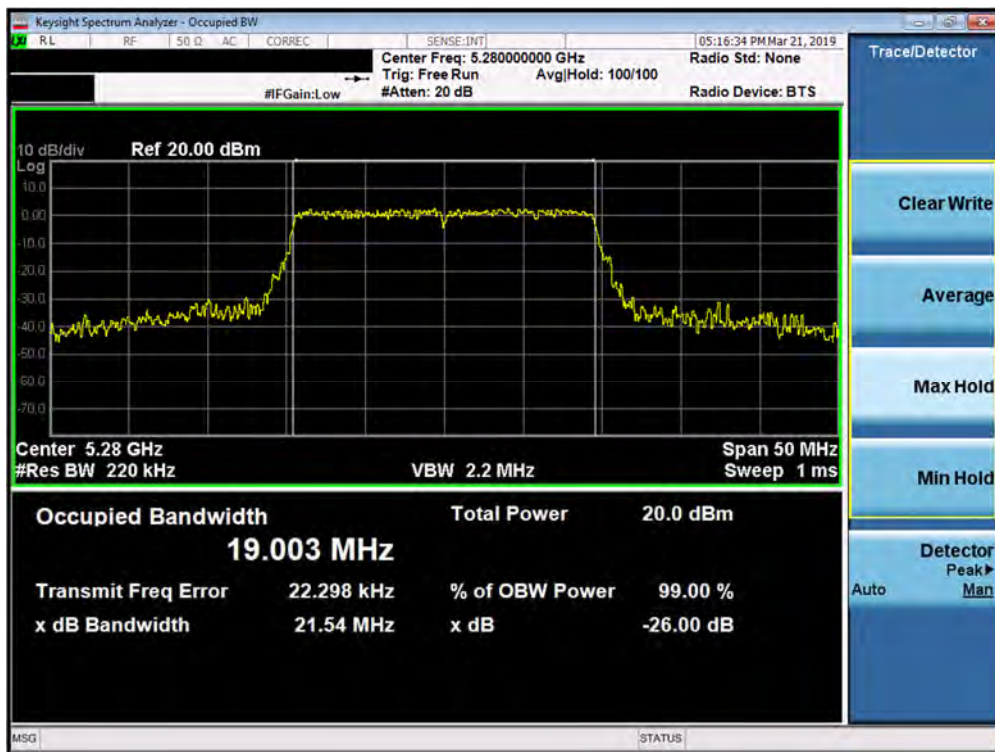 Keysight Spectrum Analyzer - Occupied BW
LXI RL RF 50 Ω AC CORREC SENSE:INT 05:16:34 PM Mar 21, 2019
Center Freq: 5.280000000 GHz Radio Std: None
Trig: Free Run Avg|Hold: 100/100
#IFGain:Low #Atten: 20 dB Radio Device: BTS
10 dB/div Ref 20.00 dBm
Log
10.0
0.00
-10.0
-20.0
-30.0
-40.0
-50.0
-60.0
-70.0
Center 5.28 GHz Span 50 MHz
#Res BW 220 kHz VBW 2.2 MHz Sweep 1 ms
Occupied Bandwidth Total Power 20.0 dBm
19.003 MHz
Transmit Freq Error 22.298 kHz % of OBW Power 99.00 %
x dB Bandwidth 21.54 MHz x dB -26.00 dB
MSG STATUS
Trace/Detector
Clear Write
Average
Max Hold
Min Hold
Detector
Peak▶
Auto Man